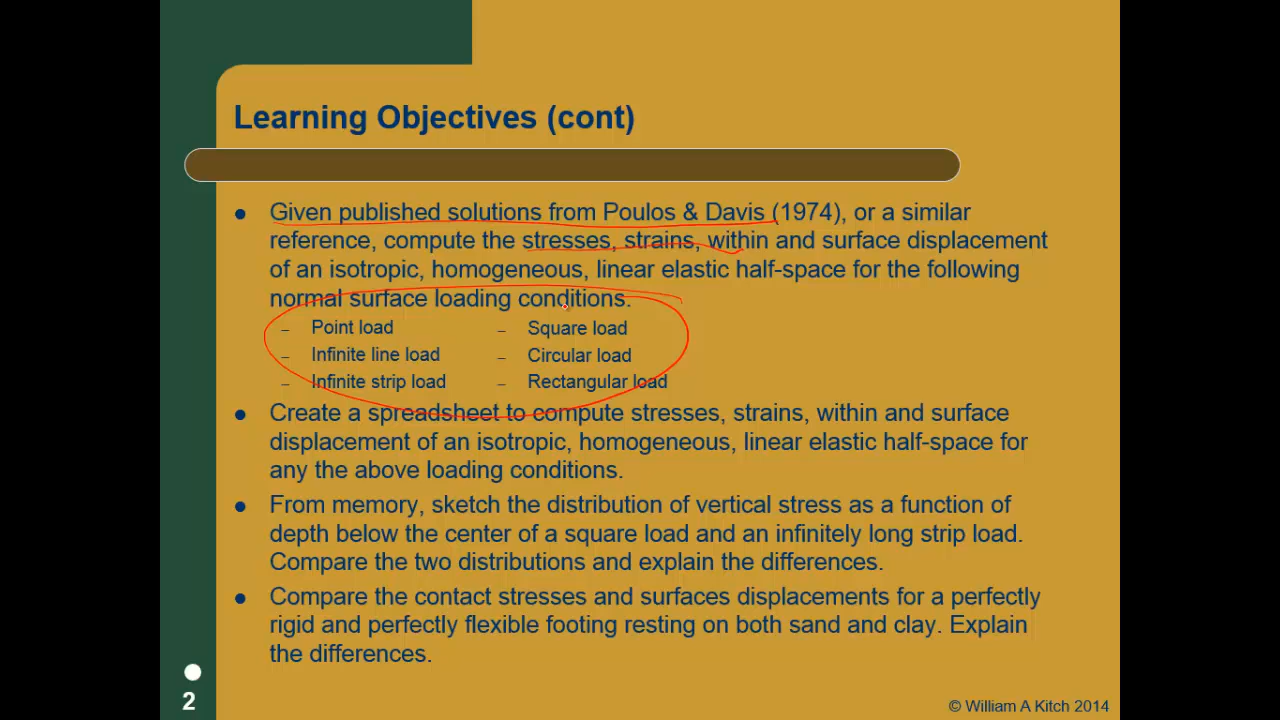 Learning Objectives (cont)
● Given published solutions from Poulos & Davis (1974), or a similar
reference, compute the stresses, strains, within and surface displacement
of an isotropic, homogeneous, linear elastic half-space for the following
normal surface loading conditions.
– Point load – Square load
– Infinite line load – Circular load
– Infinite strip load – Rectangular load
● Create a spreadsheet to compute stresses, strains, within and surface
displacement of an isotropic, homogeneous, linear elastic half-space for
any the above loading conditions.
● From memory, sketch the distribution of vertical stress as a function of
depth below the center of a square load and an infinitely long strip load.
Compare the two distributions and explain the differences.
● Compare the contact stresses and surfaces displacements for a perfectly
rigid and perfectly flexible footing resting on both sand and clay. Explain
the differences.
2
© William A Kitch 2014